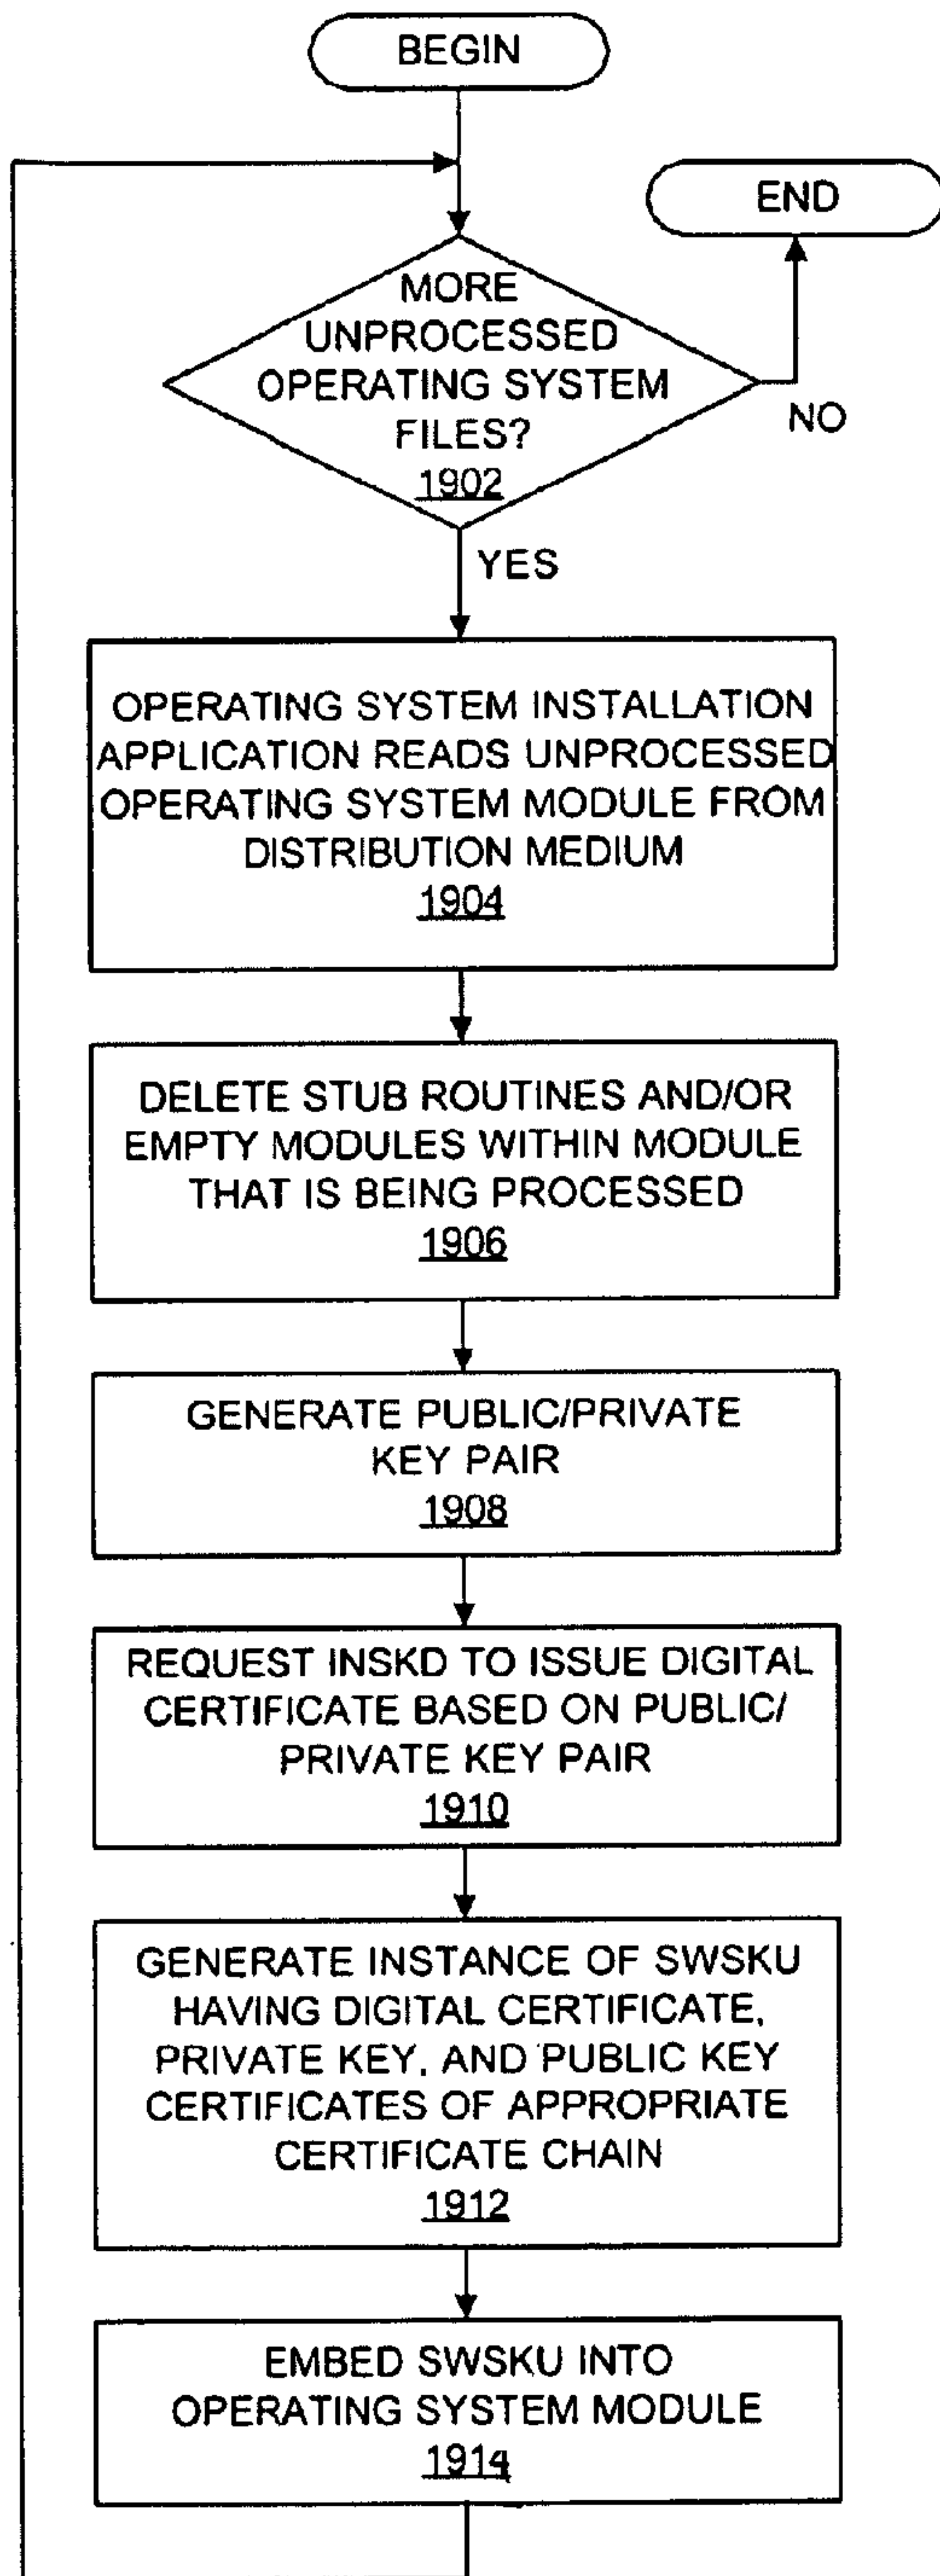 BEGIN
END
MORE
UNPROCESSED
OPERATING SYSTEM
FILES?
1902
NO
YES
OPERATING SYSTEM INSTALLATION
APPLICATION READS UNPROCESSED
OPERATING SYSTEM MODULE FROM
DISTRIBUTION MEDIUM
1904
DELETE STUB ROUTINES AND/OR
EMPTY MODULES WITHIN MODULE
THAT IS BEING PROCESSED
1906
GENERATE PUBLIC/PRIVATE
KEY PAIR
1908
REQUEST INSKD TO ISSUE DIGITAL
CERTIFICATE BASED ON PUBLIC/
PRIVATE KEY PAIR
1910
GENERATE INSTANCE OF SWSKU
HAVING DIGITAL CERTIFICATE,
PRIVATE KEY, AND PUBLIC KEY
CERTIFICATES OF APPROPRIATE
CERTIFICATE CHAIN
1912
EMBED SWSKU INTO
OPERATING SYSTEM MODULE
1914